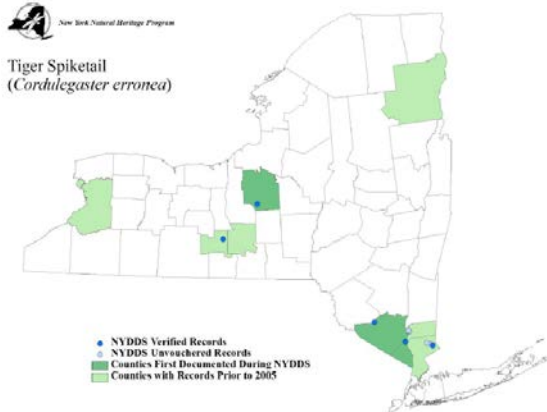 New York Natural Heritage Program
Tiger Spiketail
(Cordulegaster erronea)
NYDDS Verified Records
NYDDS Unvouchered Records
Counties First Documented During NYDDS
Counties with Records Prior to 2005